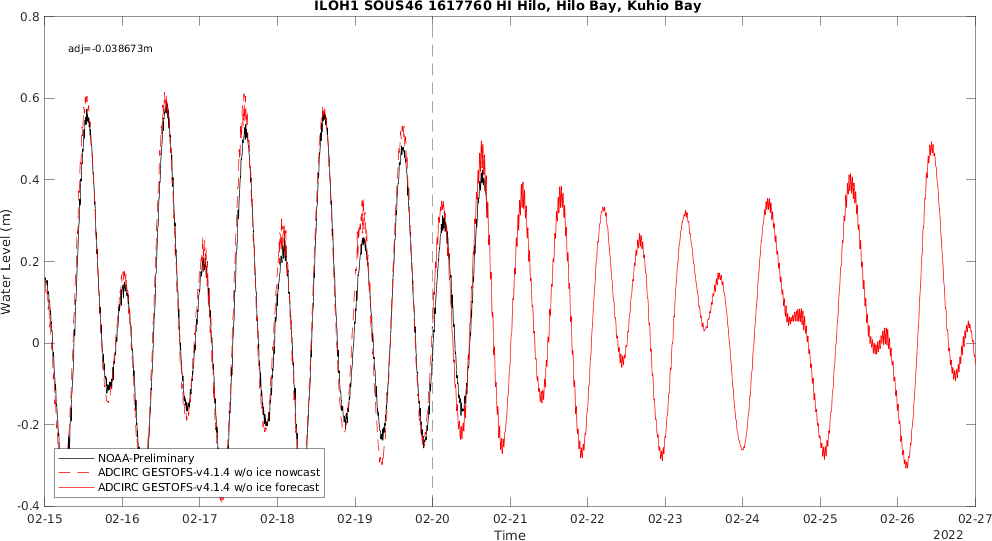 ILOH1 SOUS46 1617760 HI Hilo, Hilo Bay, Kuhio Bay
adj=-0.038673m
Water Level (m)
0.8
0.6
0.4
0.2
0
-0.2
-0.4
NOAA-Preliminary
ADCIRC GESTOFS-v4.1.4 w/o ice nowcast
ADCIRC GESTOFS-v4.1.4 w/o ice forecast
02-15 02-16 02-17 02-18 02-19 02-20 02-21 02-22 02-23 02-24 02-25 02-26 02-27
Time
2022